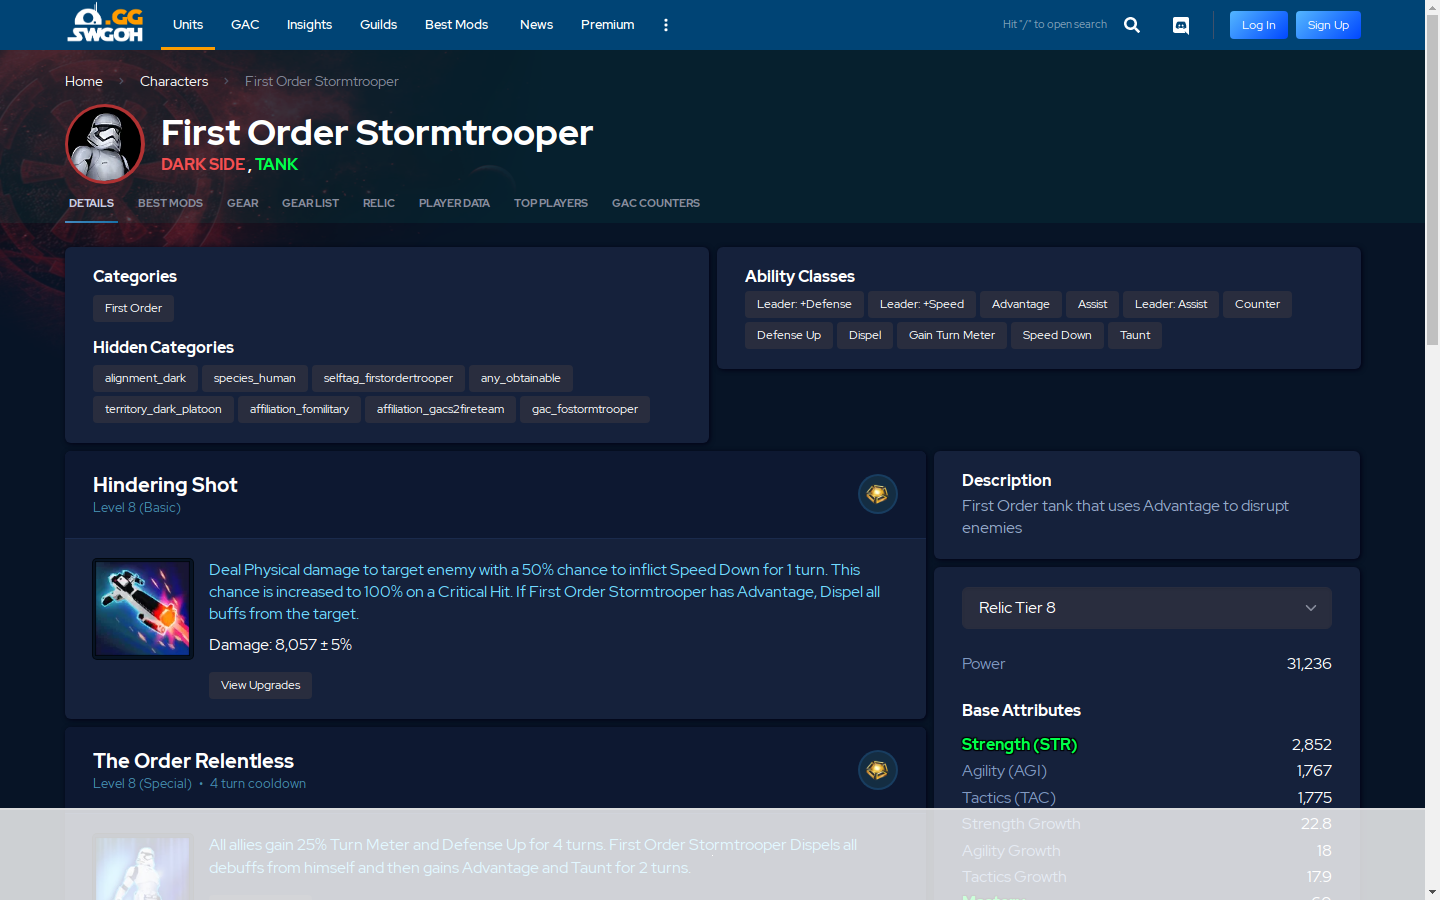 .GG
SWGOH
Units
GAC
Insights
Guilds
Best Mods
News
Premium
Hit "/" to open search
Log In
Sign Up
Home
Characters
First Order Stormtrooper
First Order Stormtrooper
DARK SIDE , TANK
DETAILS
BEST MODS
GEAR
GEAR LIST
RELIC
PLAYER DATA
TOP PLAYERS
GAC COUNTERS
Categories
First Order
Hidden Categories
alignment_dark
species_human
selftag_firstordertrooper
any_obtainable
territory_dark_platoon
affiliation_fomilitary
affiliation_gacs2fireteam
gac_fostormtrooper
Ability Classes
Leader: +Defense
Leader: +Speed
Advantage
Assist
Leader: Assist
Counter
Defense Up
Dispel
Gain Turn Meter
Speed Down
Taunt
Hindering Shot
Level 8 (Basic)
Deal Physical damage to target enemy with a 50% chance to inflict Speed Down for 1 turn. This
chance is increased to 100% on a Critical Hit. If First Order Stormtrooper has Advantage, Dispel all
buffs from the target.
Damage: 8,057 ± 5%
View Upgrades
The Order Relentless
Level 8 (Special) • 4 turn cooldown
All allies gain 25% Turn Meter and Defense Up for 4 turns. First Order Stormtrooper Dispels all
debuffs from himself and then gains Advantage and Taunt for 2 turns.
Description
First Order tank that uses Advantage to disrupt
enemies
Relic Tier 8
Power 31,236
Base Attributes
Strength (STR) 2,852
Agility (AGI) 1,767
Tactics (TAC) 1,775
Strength Growth 22.8
Agility Growth 18
Tactics Growth 17.9